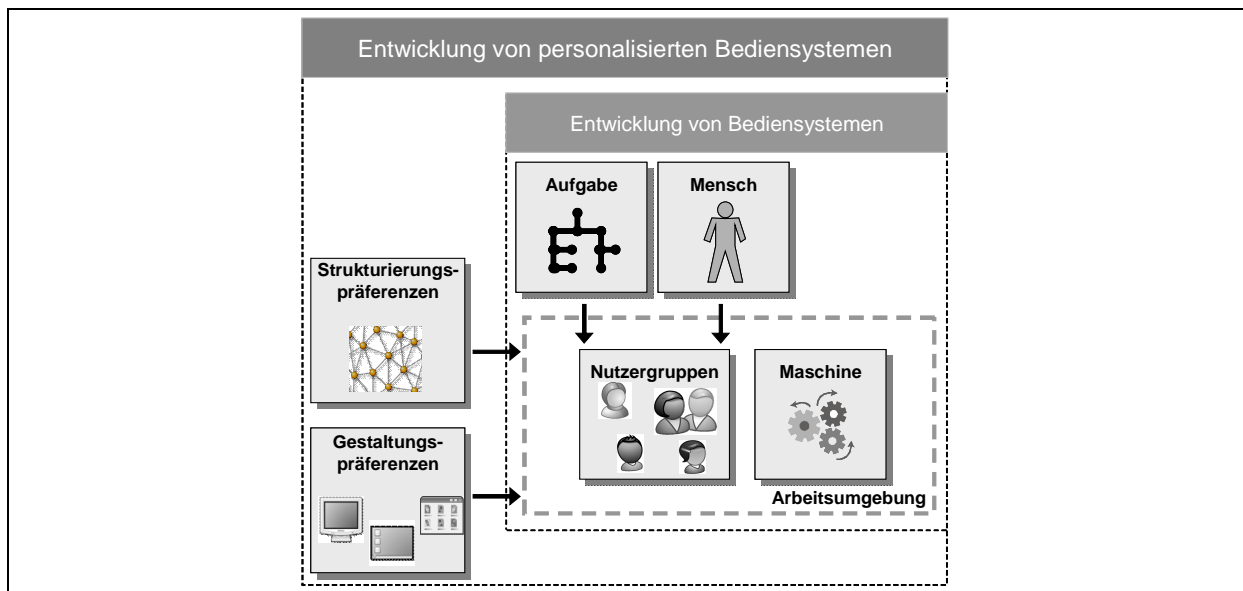 Entwicklung von personalisierten Bediensystemen
Entwicklung von Bediensystemen
Aufgabe
Mensch
Strukturierungs-
präferenzen
Nutzergruppen
Maschine
Gestaltungs-
präferenzen
Arbeitsumgebung